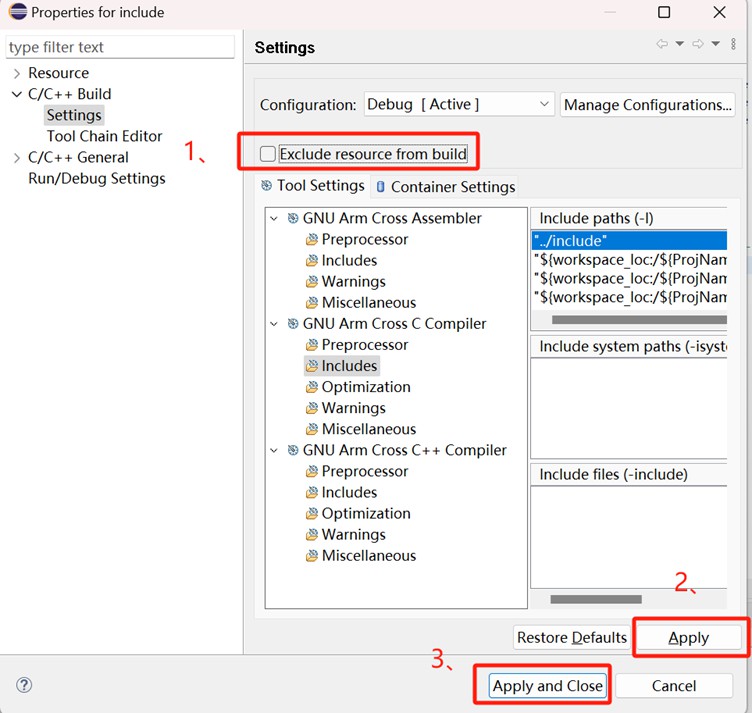 Properties for include
type filter text
Resource
C/C++ Build
Settings
Tool Chain Editor
C/C++ General
Run/Debug Settings
Settings
Configuration: Debug [ Active ] Manage Configurations...
1、
Exclude resource from build
Tool Settings Container Settings
GNU Arm Cross Assembler
Preprocessor
Includes
Warnings
Miscellaneous
GNU Arm Cross C Compiler
Preprocessor
Includes
Optimization
Warnings
Miscellaneous
GNU Arm Cross C++ Compiler
Preprocessor
Includes
Optimization
Warnings
Miscellaneous
Include paths (-I)
"../include"
"${workspace_loc:/${ProjNam
"${workspace_loc:/${ProjNam
"${workspace_loc:/${ProjNam
Include system paths (-isyste
Include files (-include)
2、
Restore Defaults Apply
3、
Apply and Close Cancel
?